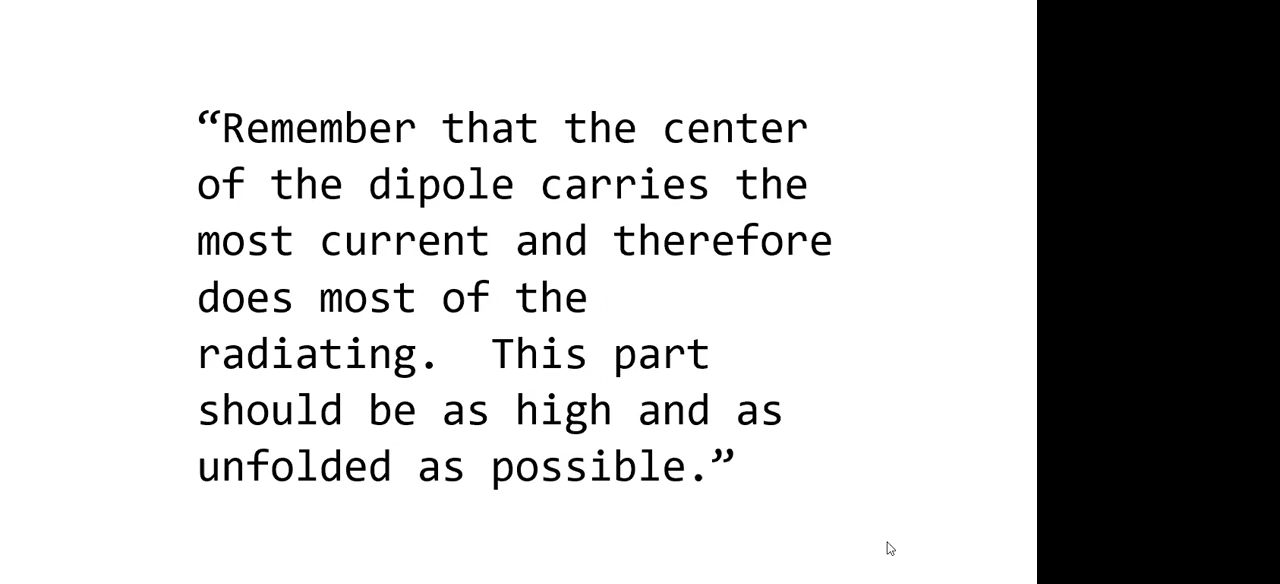 “Remember that the center
of the dipole carries the
most current and therefore
does most of the
radiating.  This part
should be as high and as
unfolded as possible.”